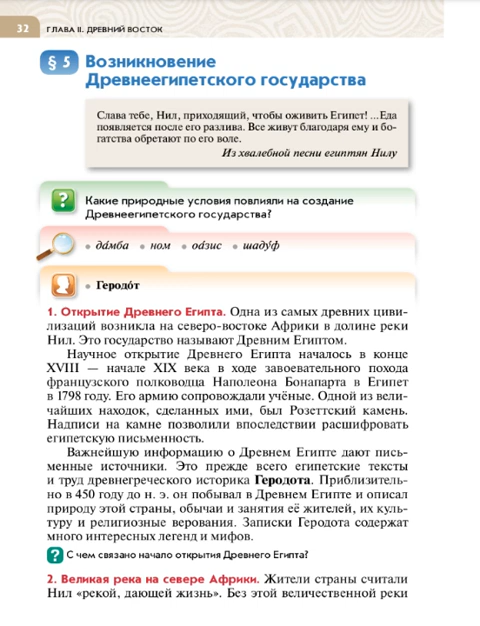 32
ГЛАВА II. ДРЕВНИЙ ВОСТОК
§ 5
Возникновение
Древнеегипетского государства
Слава тебе, Нил, приходящий, чтобы оживить Египет! ...Еда
появляется после его разлива. Все живут благодаря ему и бо-
гатства обретают по его воле.
Из хвалебной песни египтян Нилу
? Какие природные условия повлияли на создание
Древнеегипетского государства?
• да́мба • ном • оа́зис • шаду́ф
• Геродо́т
1. Открытие Древнего Египта. Одна из самых древних циви-
лизаций возникла на северо-востоке Африки в долине реки
Нил. Это государство называют Древним Египтом.
Научное открытие Древнего Египта началось в конце
XVIII — начале XIX века в ходе завоевательного похода
французского полководца Наполеона Бонапарта в Египет
в 1798 году. Его армию сопровождали учёные. Одной из вели-
чайших находок, сделанных ими, был Розеттский камень.
Надписи на камне позволили впоследствии расшифровать
египетскую письменность.
Важнейшую информацию о Древнем Египте дают пись-
менные источники. Это прежде всего египетские тексты
и труд древнегреческого историка Геродота. Приблизитель-
но в 450 году до н. э. он побывал в Древнем Египте и описал
природу этой страны, обычаи и занятия её жителей, их куль-
туру и религиозные верования. Записки Геродота содержат
много интересных легенд и мифов.
? С чем связано начало открытия Древнего Египта?
2. Великая река на севере Африки. Жители страны считали
Нил «рекой, дающей жизнь». Без этой величественной реки